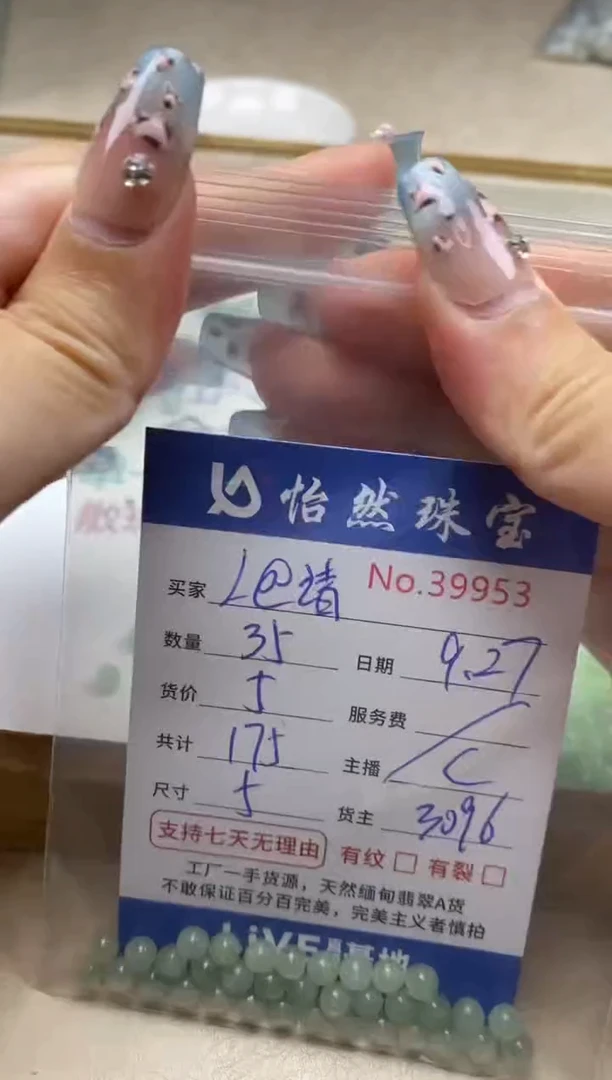 怡然珠宝
No.39953
买家 L@靖
数量 35 日期 9.27
货价 5 服务费 /
共计 175 主播 C
尺寸 5 货主 3096
支持七天无理由 有纹 □ 有裂 □
工厂一手货源，天然缅甸翡翠A货
不敢保证百分百完美，完美主义者慎拍
LiVE 基地